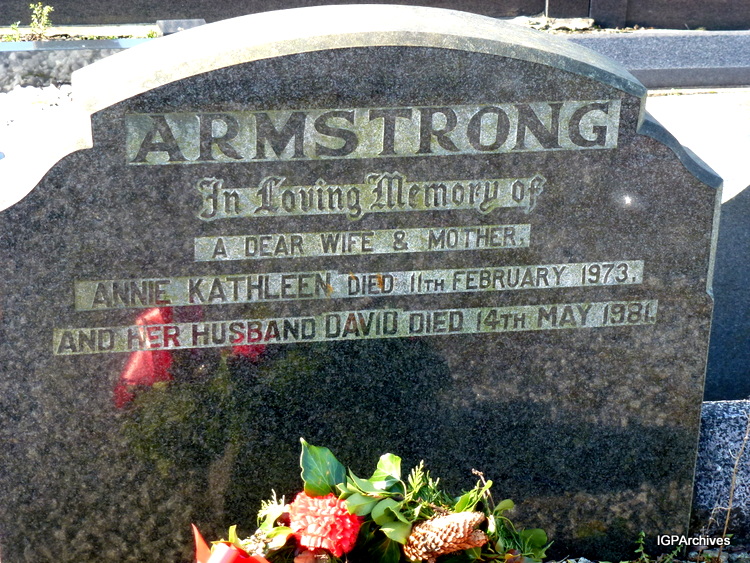 ARMSTRONG
In Loving Memory of
A DEAR WIFE & MOTHER.
ANNIE KATHLEEN DIED 11TH FEBRUARY 1973.
AND HER HUSBAND DAVID DIED 14TH MAY 1981.
IGPArchives